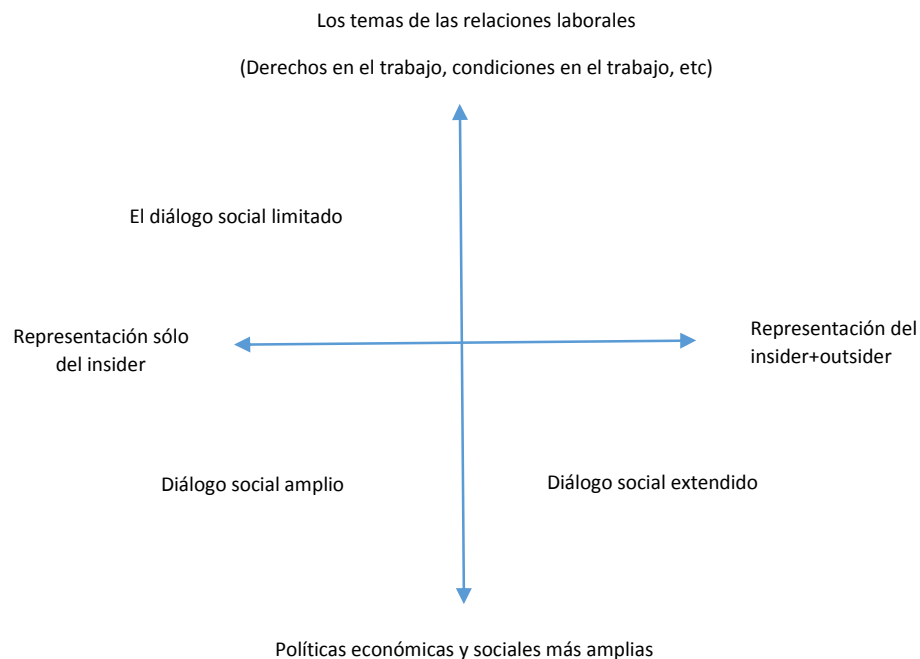 Los temas de las relaciones laborales
(Derechos en el trabajo, condiciones en el trabajo, etc)
El diálogo social limitado
Representación sólo
del insider
Representación del
insider+outsider
Diálogo social amplio
Diálogo social extendido
Políticas económicas y sociales más amplias